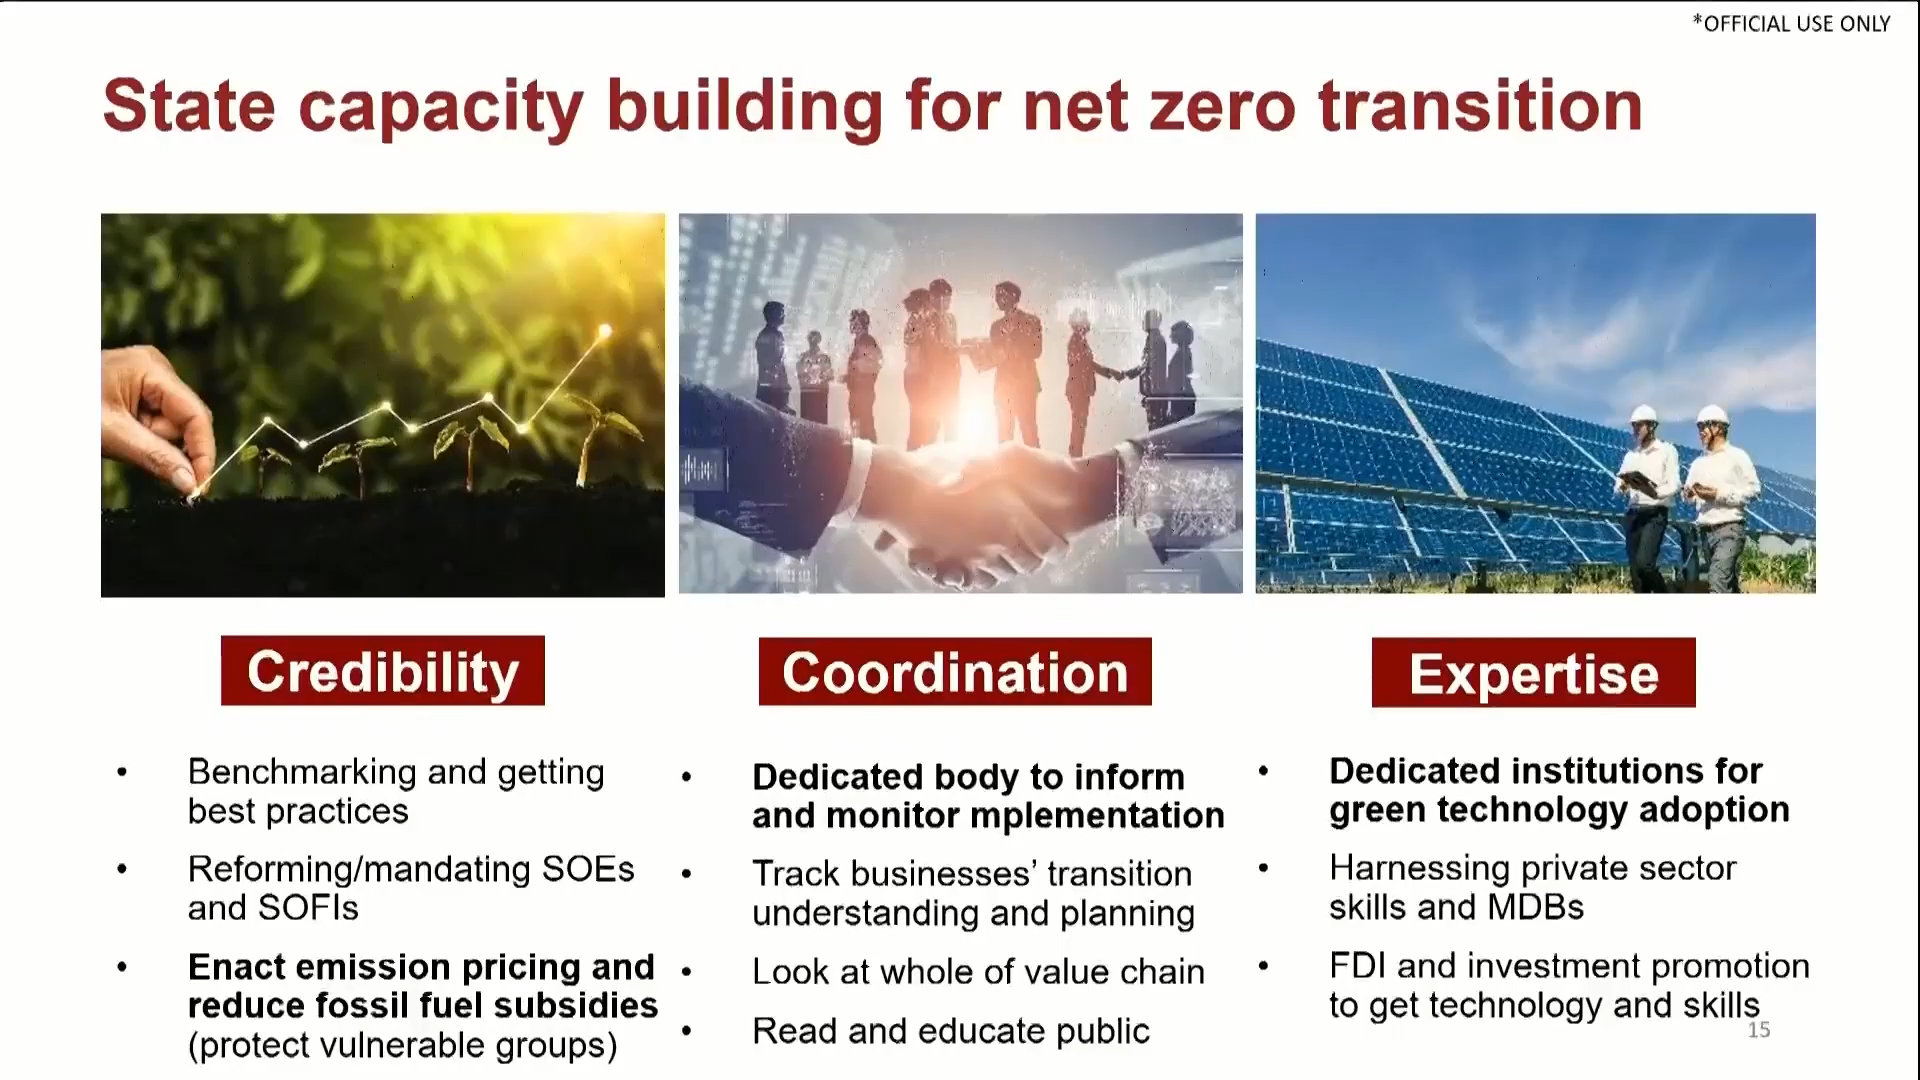 *OFFICIAL USE ONLY
State capacity building for net zero transition
Credibility
• Benchmarking and getting
best practices
• Reforming/mandating SOEs
and SOFIs
• Enact emission pricing and
reduce fossil fuel subsidies
(protect vulnerable groups)
Coordination
• Dedicated body to inform
and monitor mplementation
• Track businesses’ transition
understanding and planning
• Look at whole of value chain
• Read and educate public
Expertise
• Dedicated institutions for
green technology adoption
• Harnessing private sector
skills and MDBs
• FDI and investment promotion
to get technology and skills
15